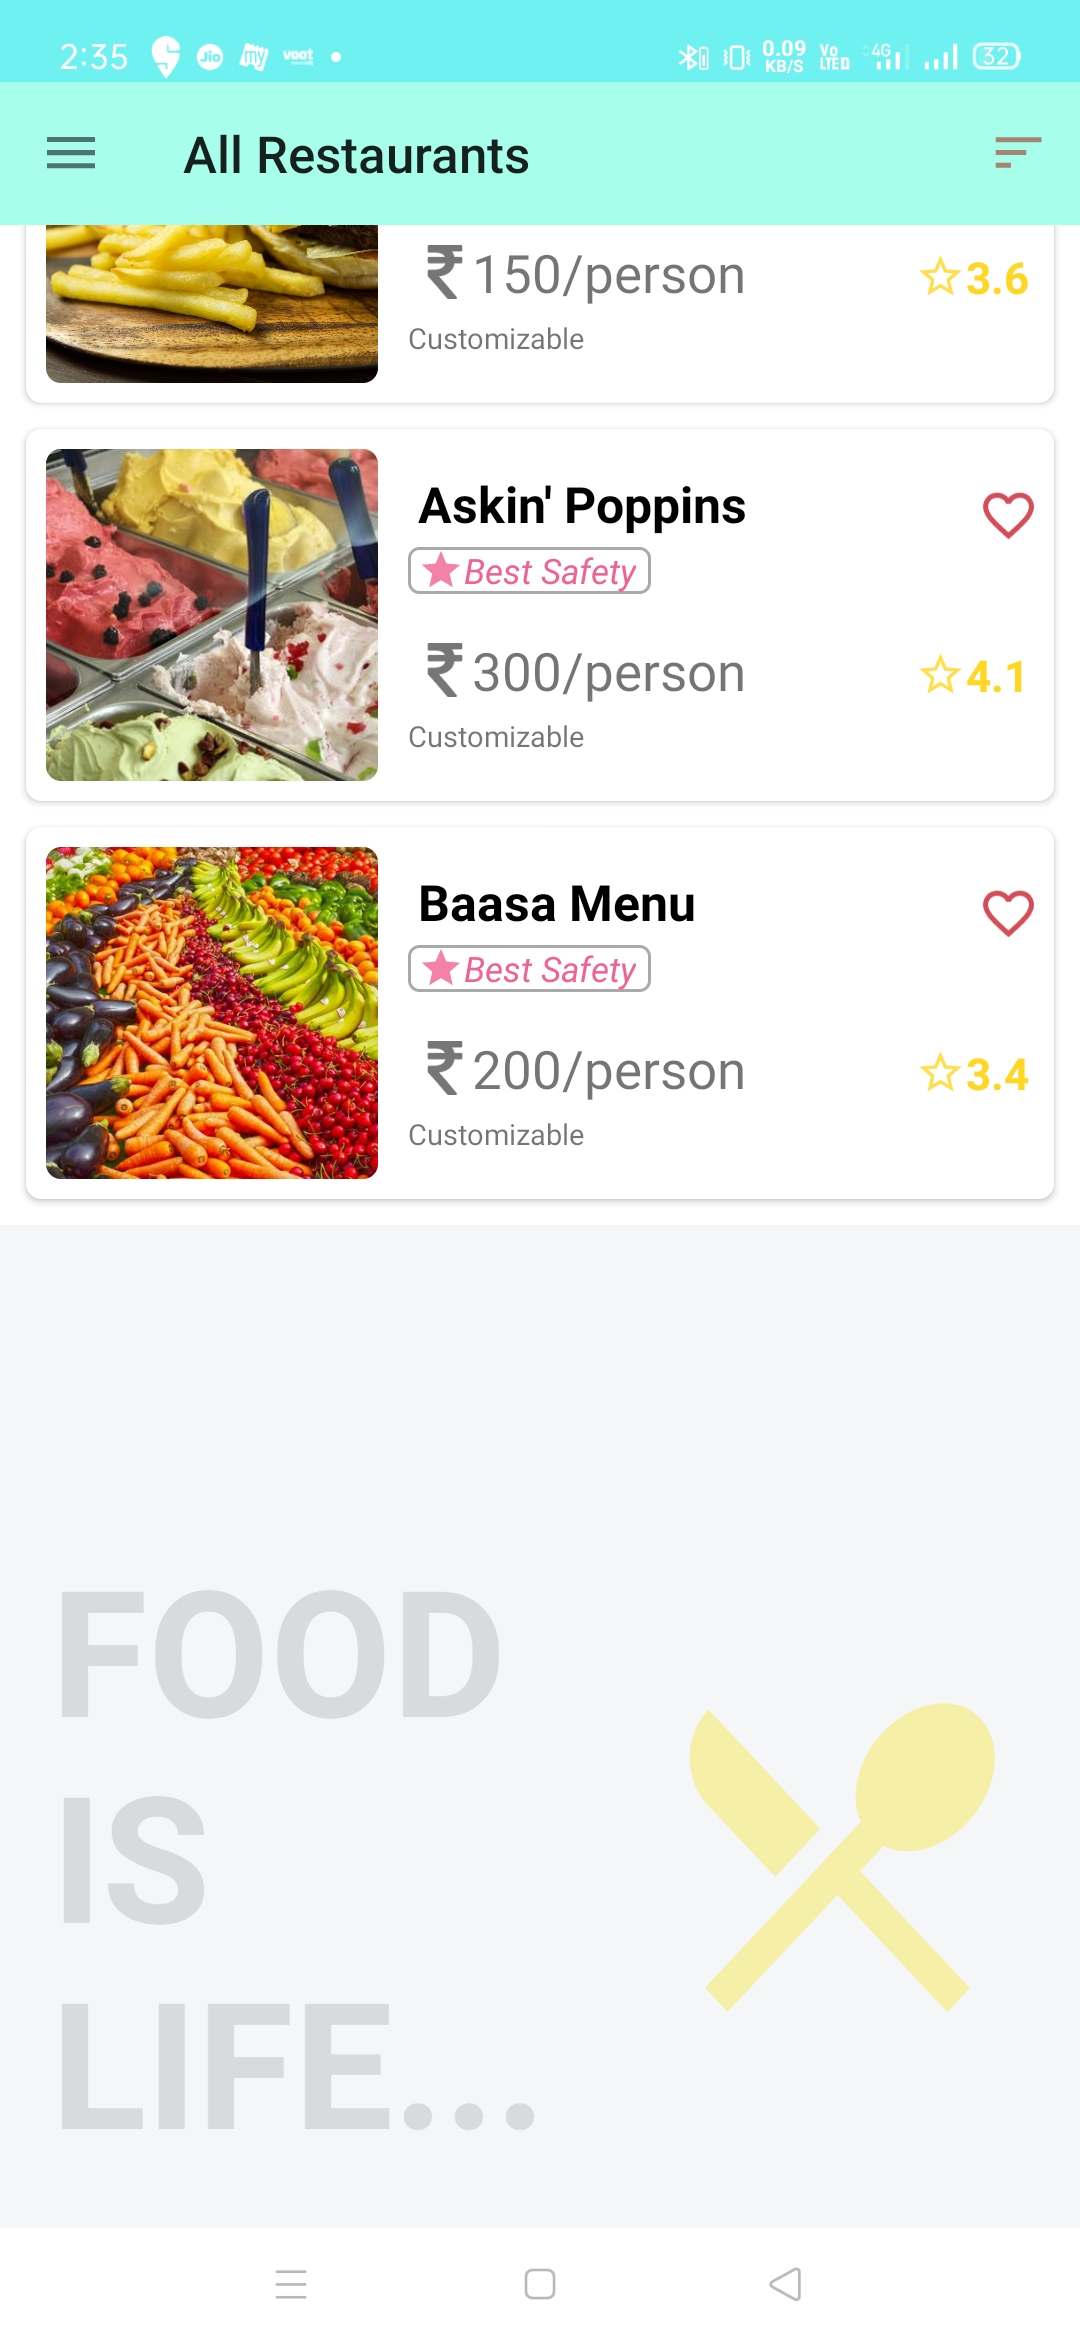 2:35 Jio my voot 0.09 KB/S Vo LTE 4G 32
All Restaurants
₹150/person 3.6
Customizable
Askin' Poppins
Best Safety
₹300/person 4.1
Customizable
Baasa Menu
Best Safety
₹200/person 3.4
Customizable
FOOD
IS
LIFE...